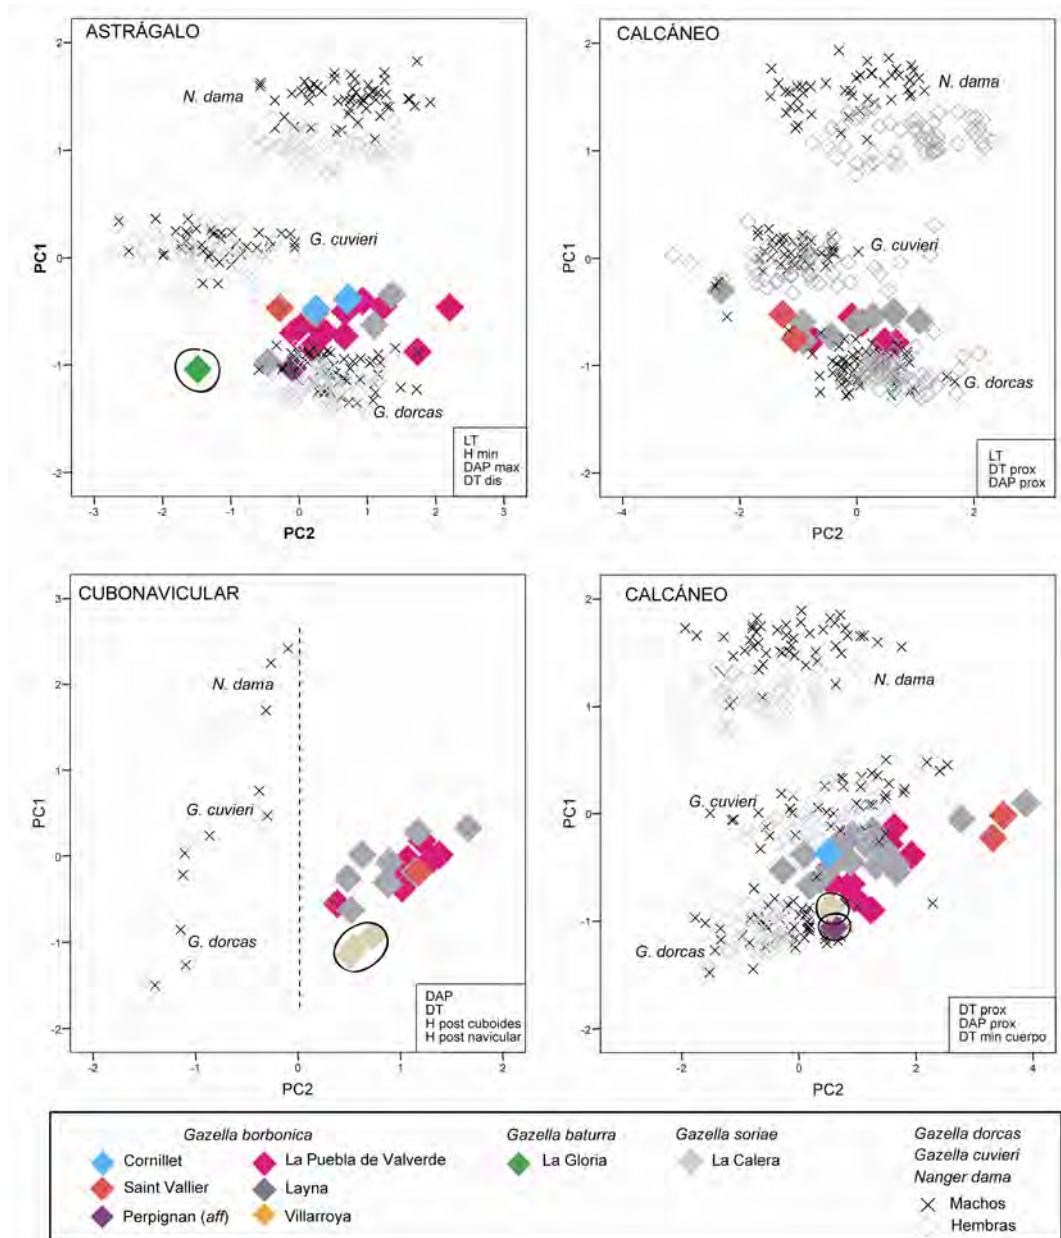 ASTRÁGALO
2
1
0
-1
-2
PC1
N. dama
G. cuvieri
G. dorcas
LT
H min
DAP max
DT dis
-3
-2
-1
0
1
2
3
PC2
CALCÁNEO
2
1
0
-1
-2
PC1
N. dama
G. cuvieri
G. dorcas
LT
DT prox
DAP prox
-4
-2
0
2
PC2
CUBONAVICULAR
3
2
1
0
-1
-2
PC1
N. dama
G. cuvieri
G. dorcas
DAP
DT
H post cuboides
H post navicular
-2
-1
0
1
2
PC2
CALCÁNEO
2
1
0
-1
-2
PC1
N. dama
G. cuvieri
G. dorcas
DT prox
DAP prox
DT min cuerpo
-2
0
2
4
PC2
Gazella borbonica
Cornillet
La Puebla de Valverde
Saint Vallier
Layna
Perpignan (aff)
Villarroya
Gazella baturra
La Gloria
Gazella soriae
La Calera
Gazella dorcas
Gazella cuvieri
Nanger dama
Machos
Hembras